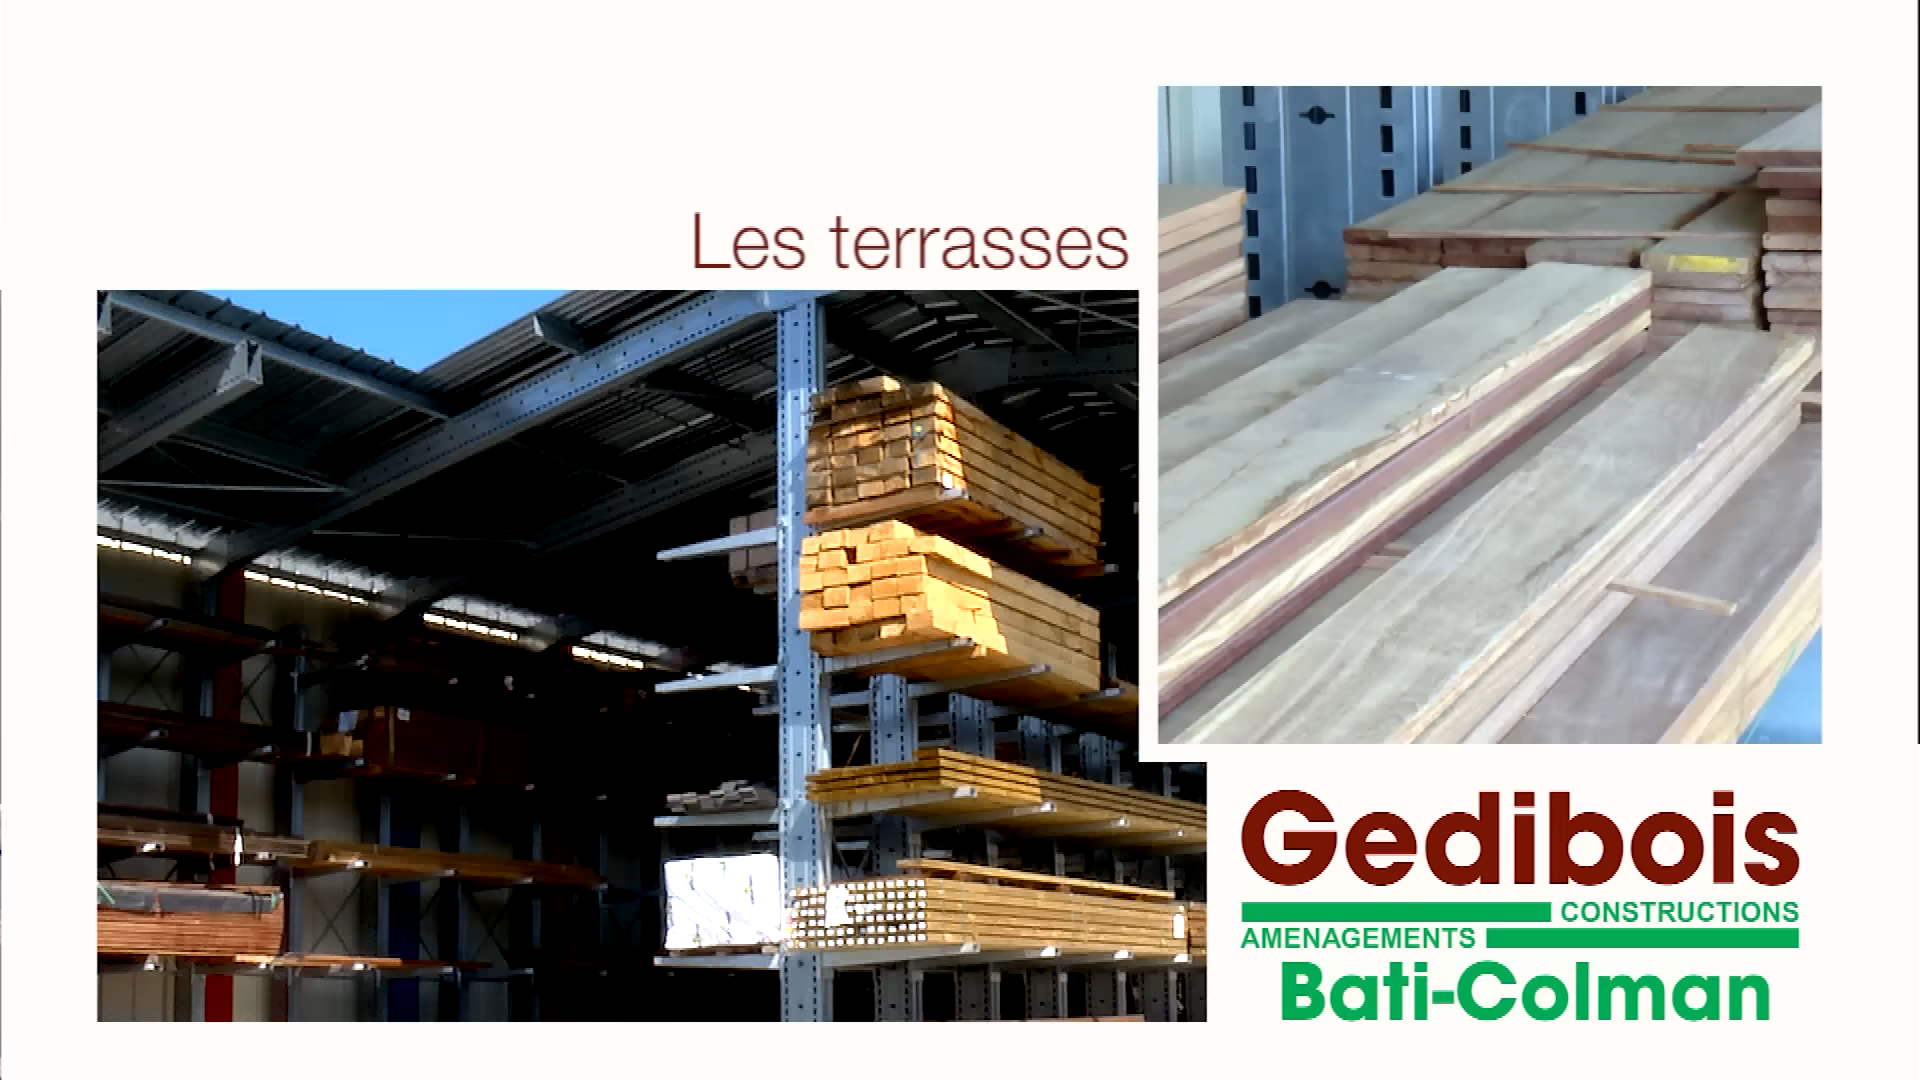 Les terrasses
Gedibois
CONSTRUCTIONS
AMENAGEMENTS
Bati-Colman